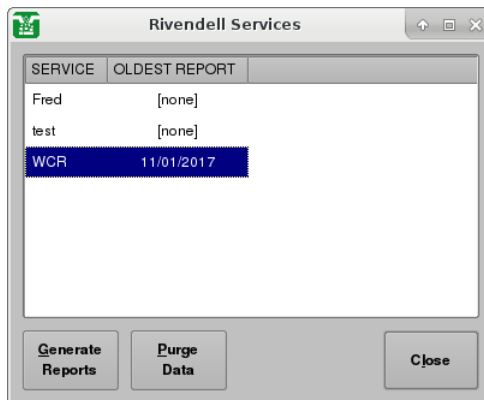 Rivendell Services
SERVICE OLDEST REPORT
Fred [none]
test [none]
WCR 11/01/2017
Generate Reports
Purge Data
Close